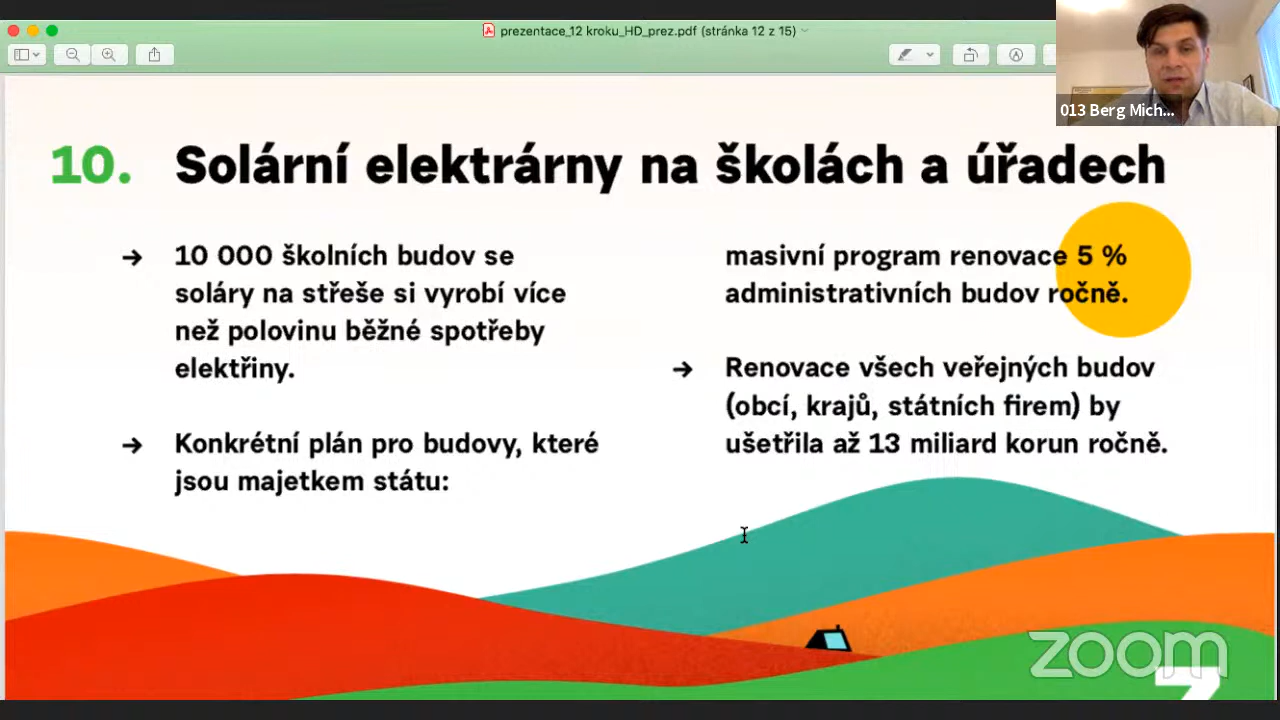 prezentace_12 kroku_HD_prez.pdf (stránka 12 z 15)
013 Berg Mich...
10. Solární elektrárny na školách a úřadech
→ 10 000 školních budov se
soláry na střeše si vyrobí více
než polovinu běžné spotřeby
elektřiny.
→ Konkrétní plán pro budovy, které
jsou majetkem státu:
masivní program renovace 5 %
administrativních budov ročně.
→ Renovace všech veřejných budov
(obcí, krajů, státních firem) by
ušetřila až 13 miliard korun ročně.
zoom